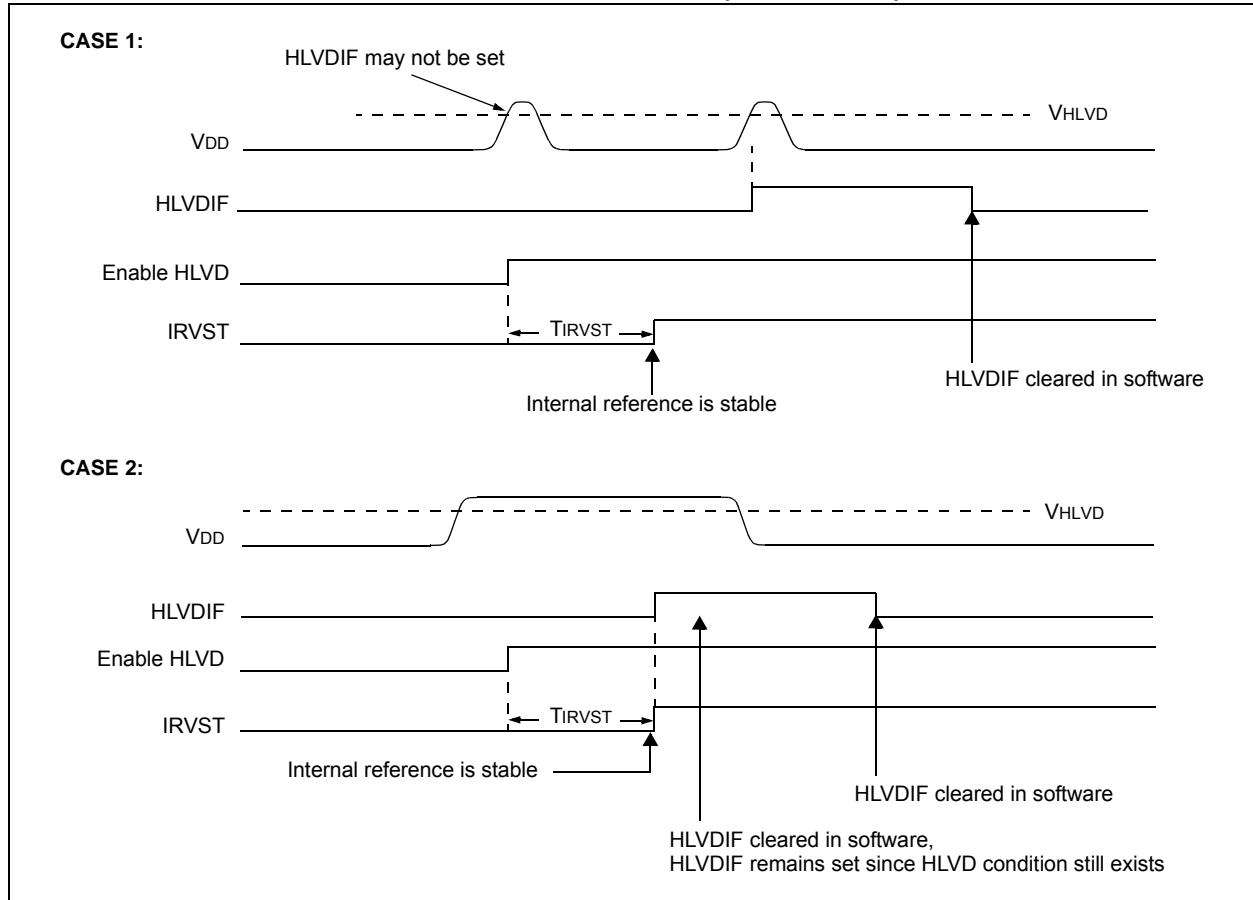 CASE 1:
HLVDIF may not be set
VHLVD
VDD
HLVDIF
Enable HLVD
TIRVST
IRVST
HLVDIF cleared in software
Internal reference is stable
CASE 2:
VHLVD
VDD
HLVDIF
Enable HLVD
TIRVST
IRVST
Internal reference is stable
HLVDIF cleared in software
HLVDIF cleared in software,
HLVDIF remains set since HLVD condition still exists